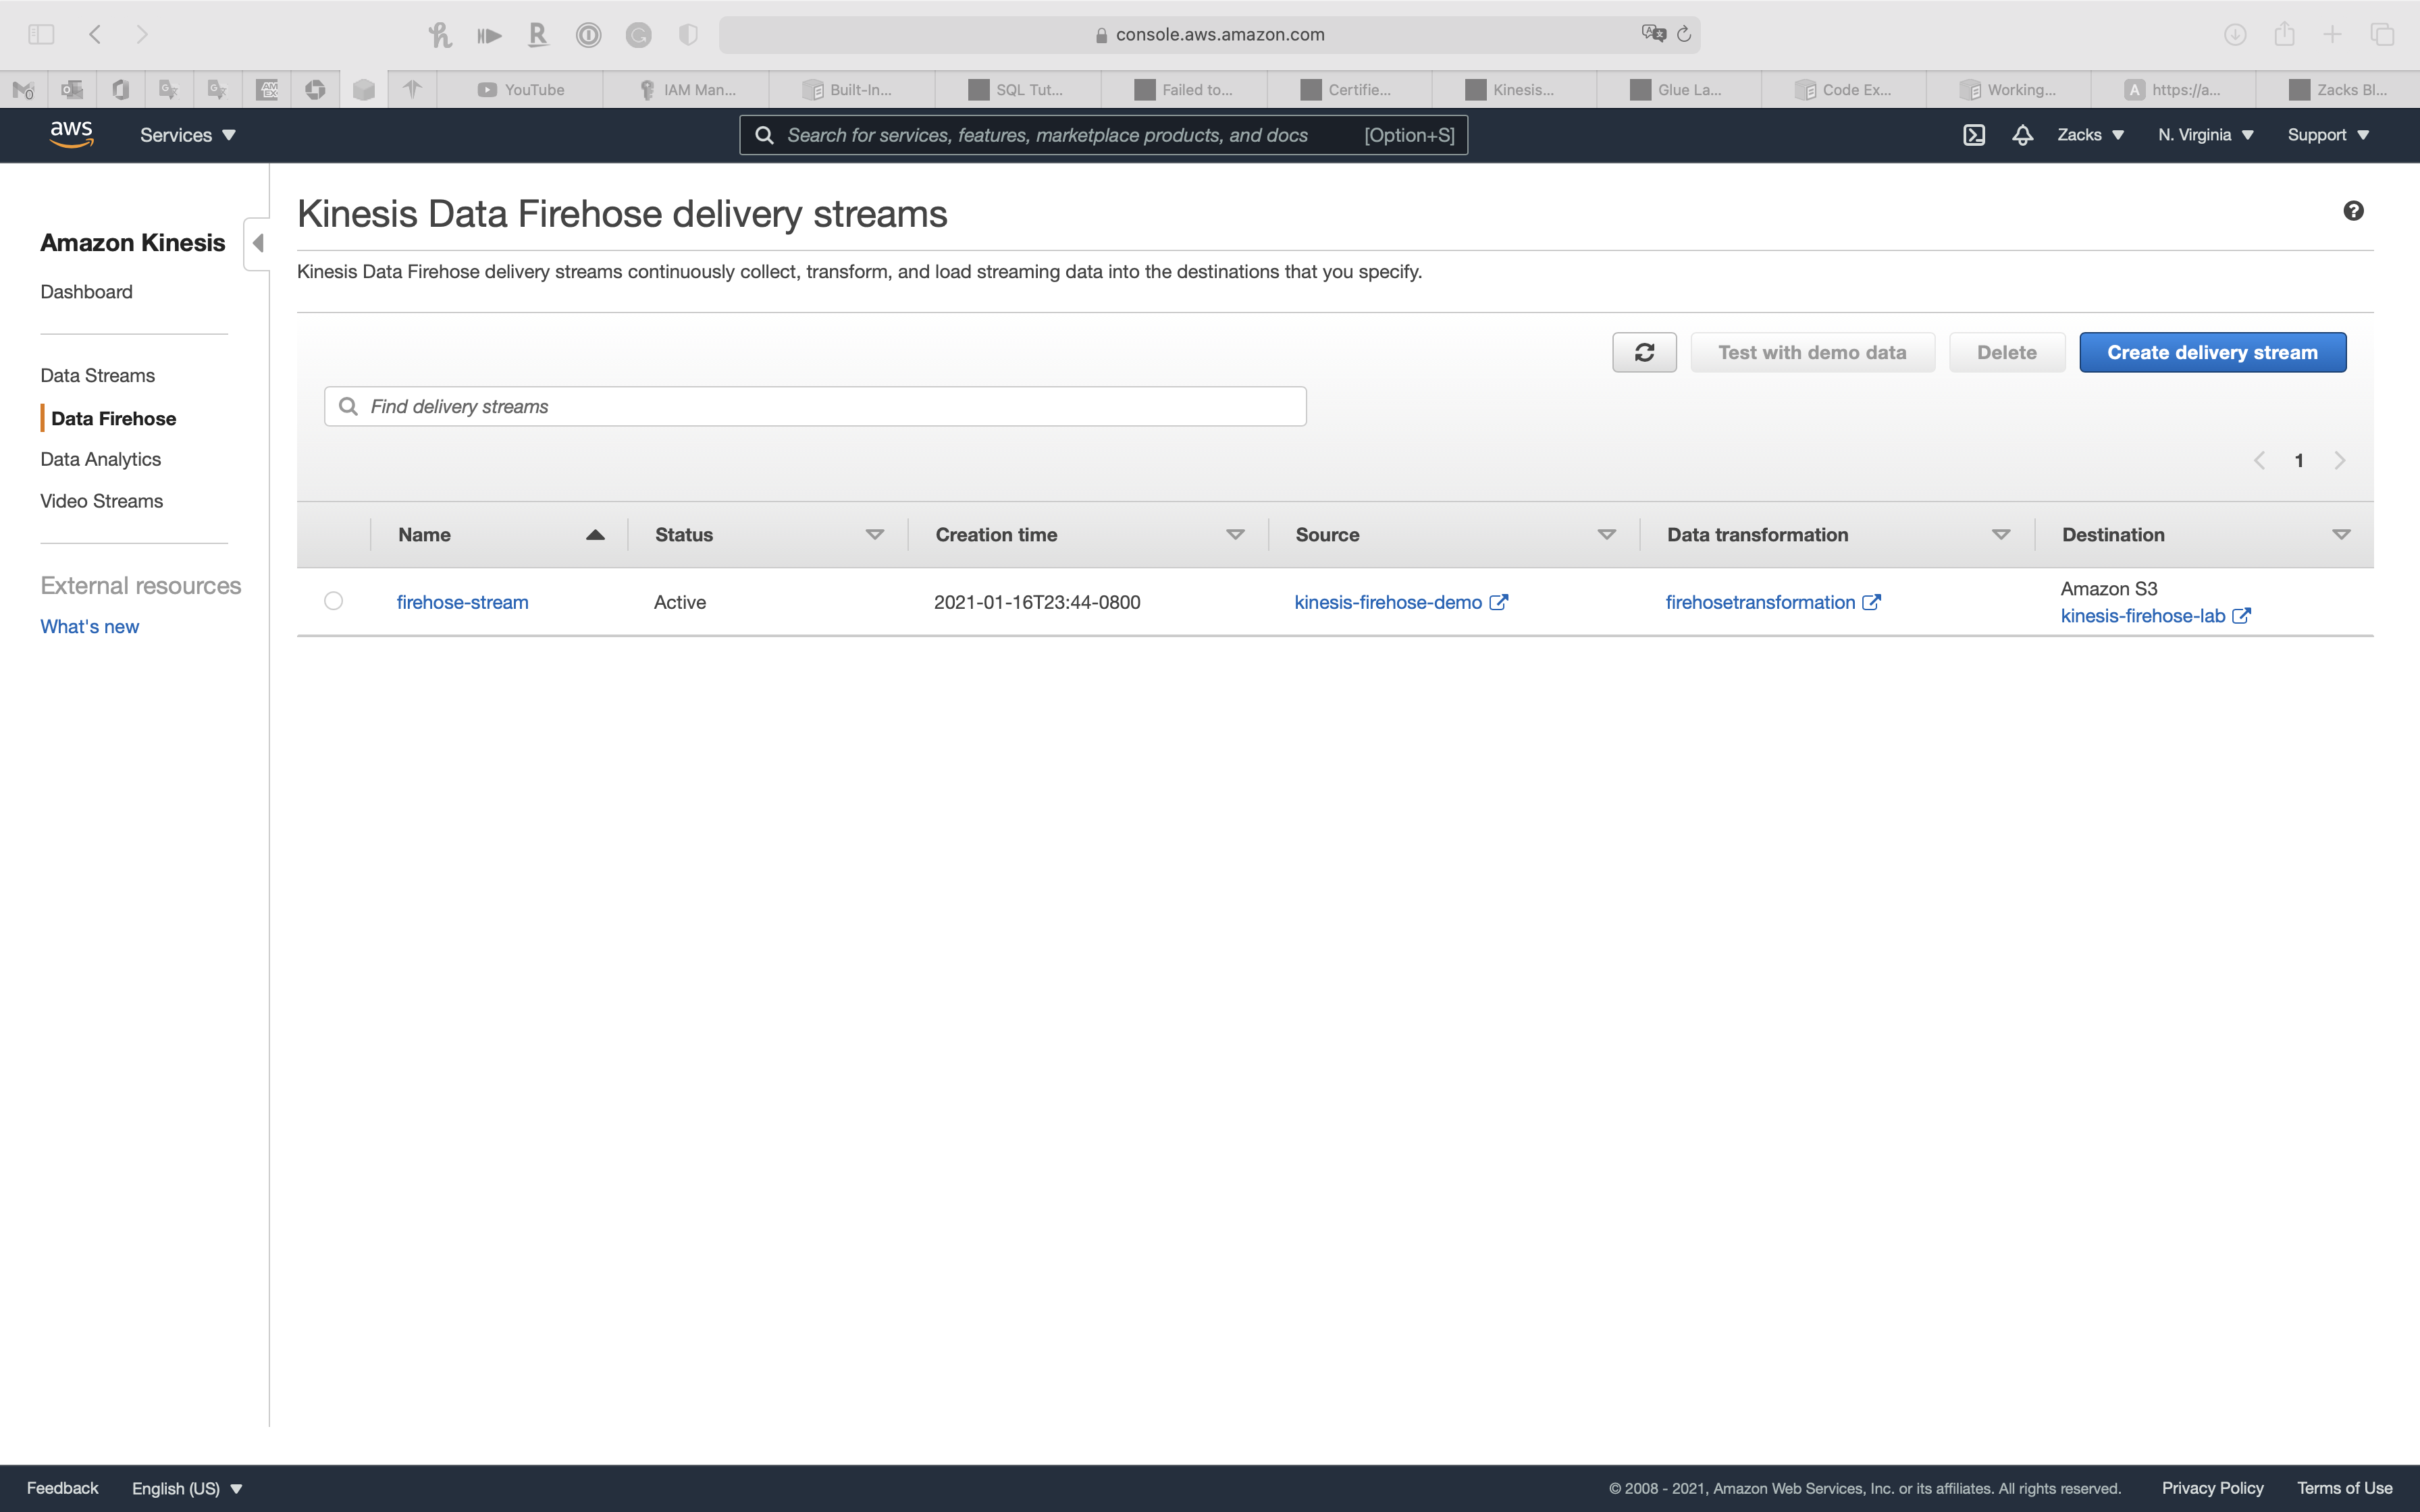 console.aws.amazon.com
YouTube
IAM Man...
Built-In...
SQL Tut...
Failed to...
Certifie...
Kinesis...
Glue La...
Code Ex...
Working...
A https://a...
Zacks Bl...
aws
Services
Search for services, features, marketplace products, and docs [Option+S]
Zacks
N. Virginia
Support
Amazon Kinesis
Dashboard
Data Streams
Data Firehose
Data Analytics
Video Streams
External resources
What's new
Kinesis Data Firehose delivery streams
Kinesis Data Firehose delivery streams continuously collect, transform, and load streaming data into the destinations that you specify.
Test with demo data
Delete
Create delivery stream
Find delivery streams
1
Name Status Creation time Source Data transformation Destination
firehose-stream Active 2021-01-16T23:44-0800 kinesis-firehose-demo firehosetransformation Amazon S3
kinesis-firehose-lab
Feedback
English (US)
© 2008 - 2021, Amazon Web Services, Inc. or its affiliates. All rights reserved.
Privacy Policy
Terms of Use